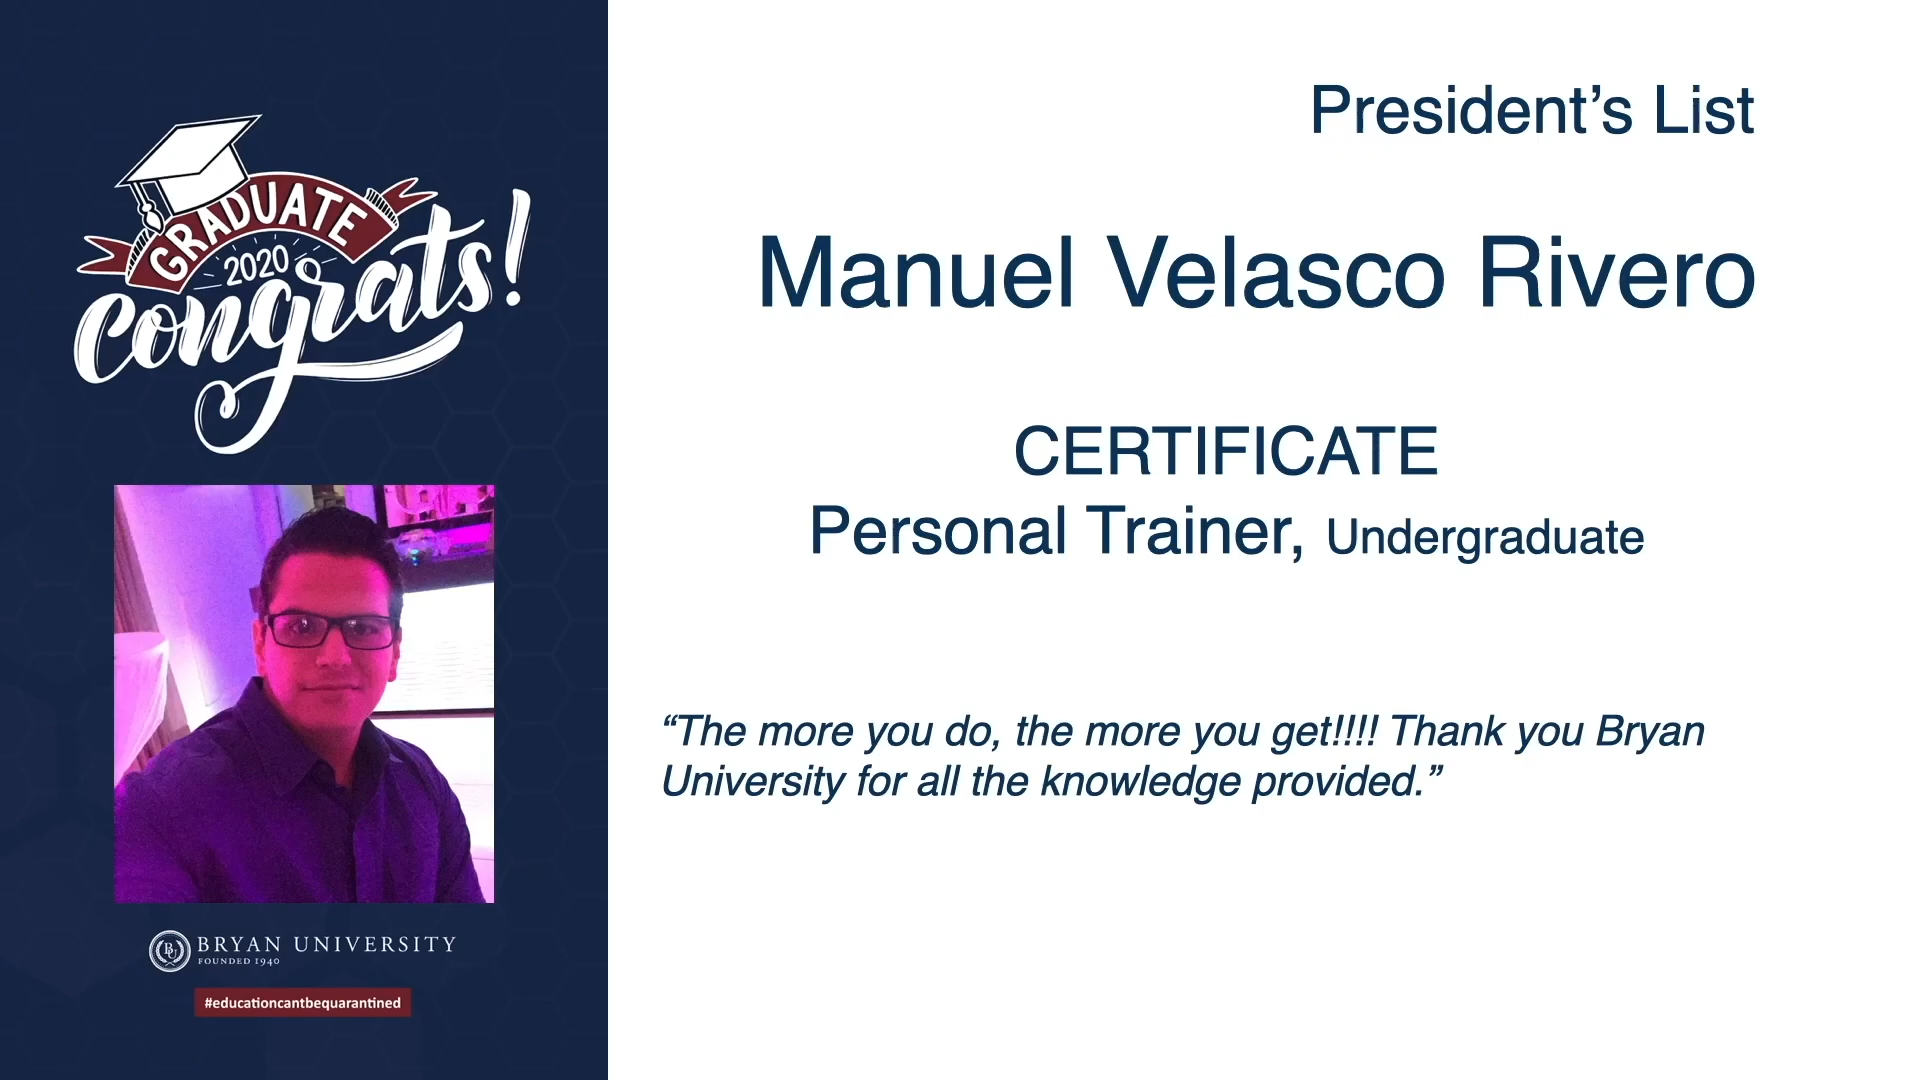 GRADUATE
2020
congrats!
BRYAN UNIVERSITY
FOUNDED 1940
#educationcantbequarantined
President’s List
Manuel Velasco Rivero
CERTIFICATE
Personal Trainer, Undergraduate
“The more you do, the more you get!!!! Thank you Bryan
University for all the knowledge provided.”